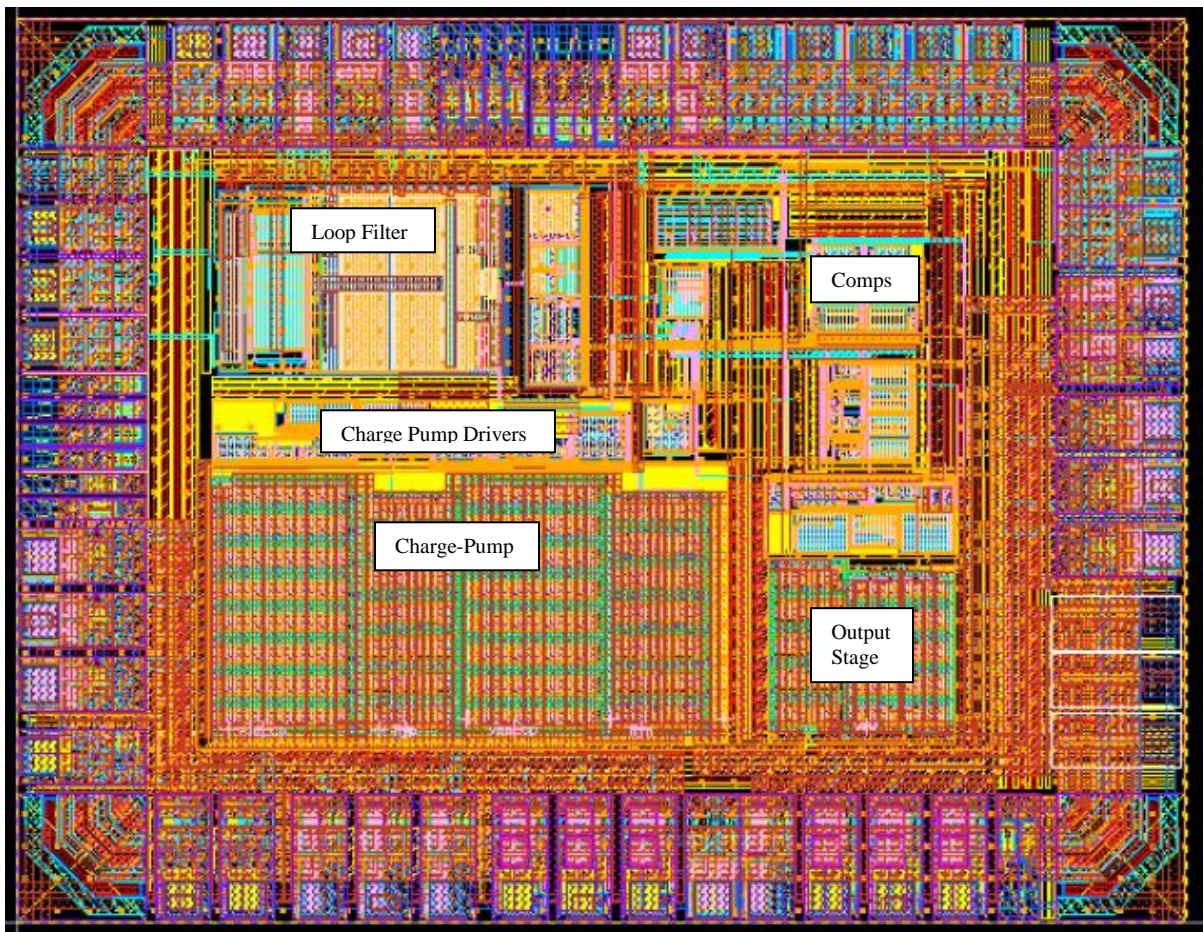 Loop Filter
Comps
Charge Pump Drivers
Charge-Pump
Output
Stage